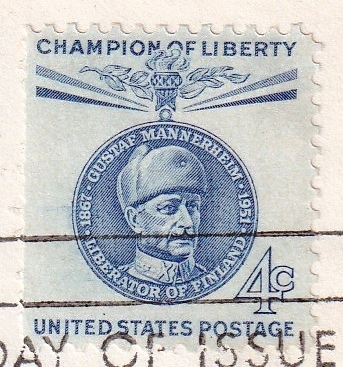 CHAMPION OF LIBERTY
1867 · GUSTAF MANNERHEIM · 1951
LIBERATOR OF FINLAND
4c
UNITED STATES POSTAGE
DAY OF ISSUE